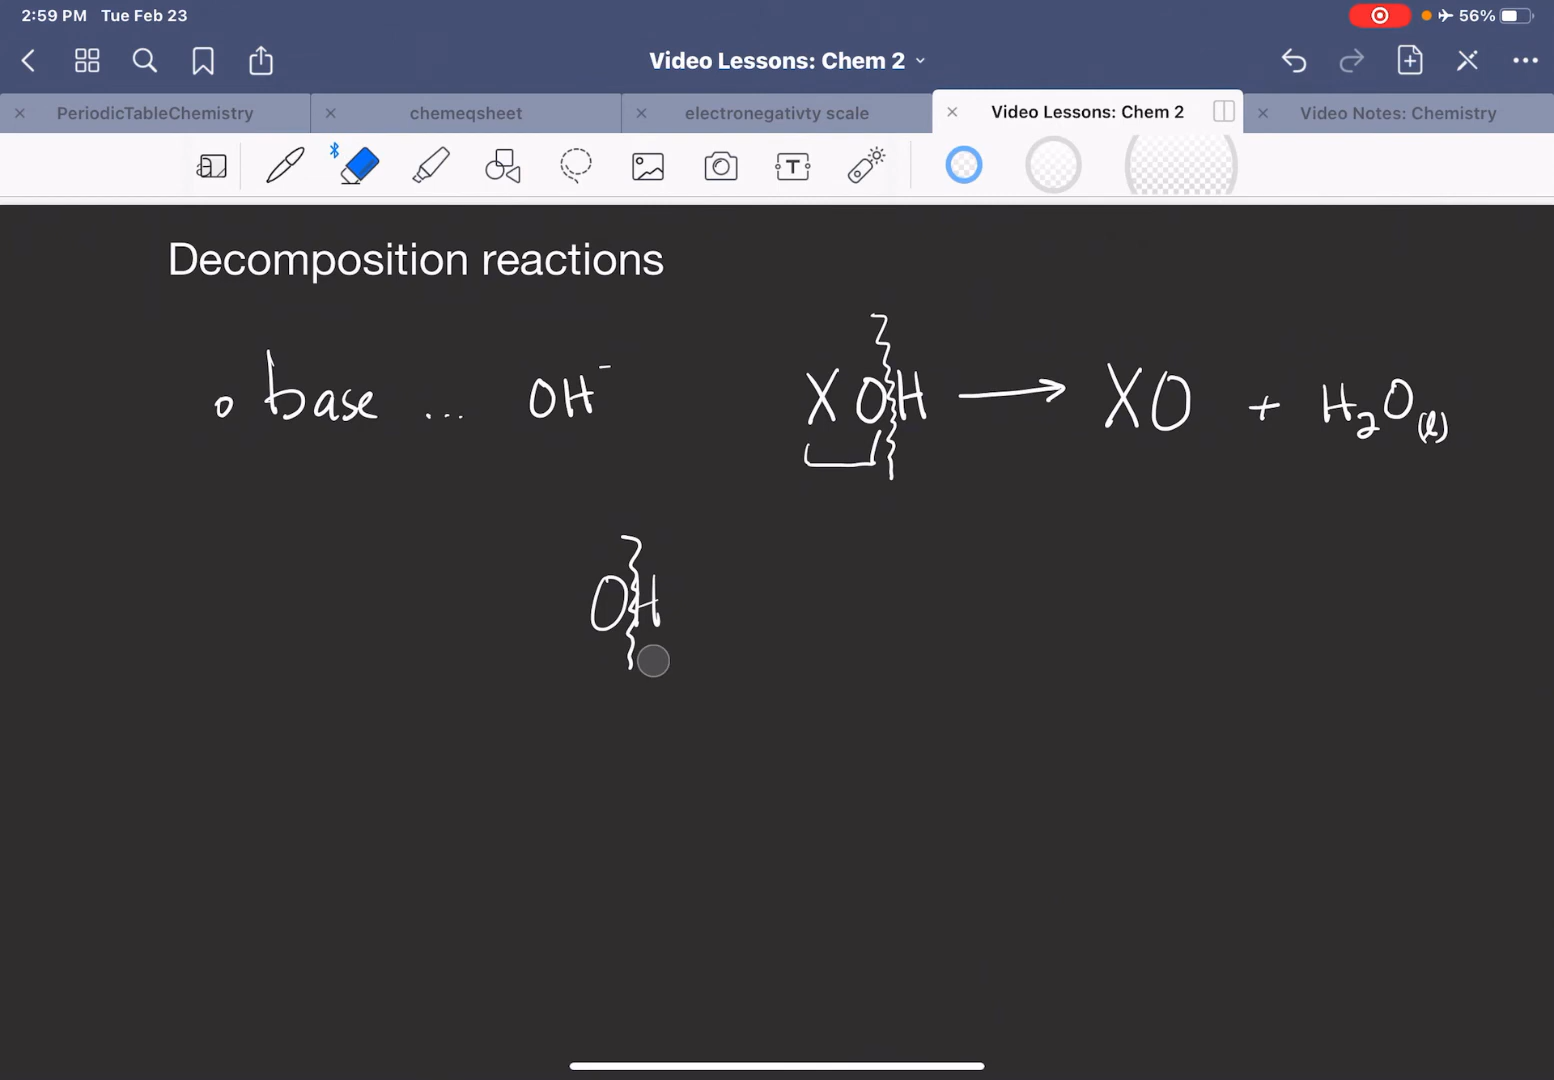 2:59 PM Tue Feb 23
56%
Video Lessons: Chem 2
PeriodicTableChemistry
chemeqsheet
electronegativty scale
Video Lessons: Chem 2
Video Notes: Chemistry
Decomposition reactions
o base ... OH⁻ XOH → XO + H₂O(l)
OH